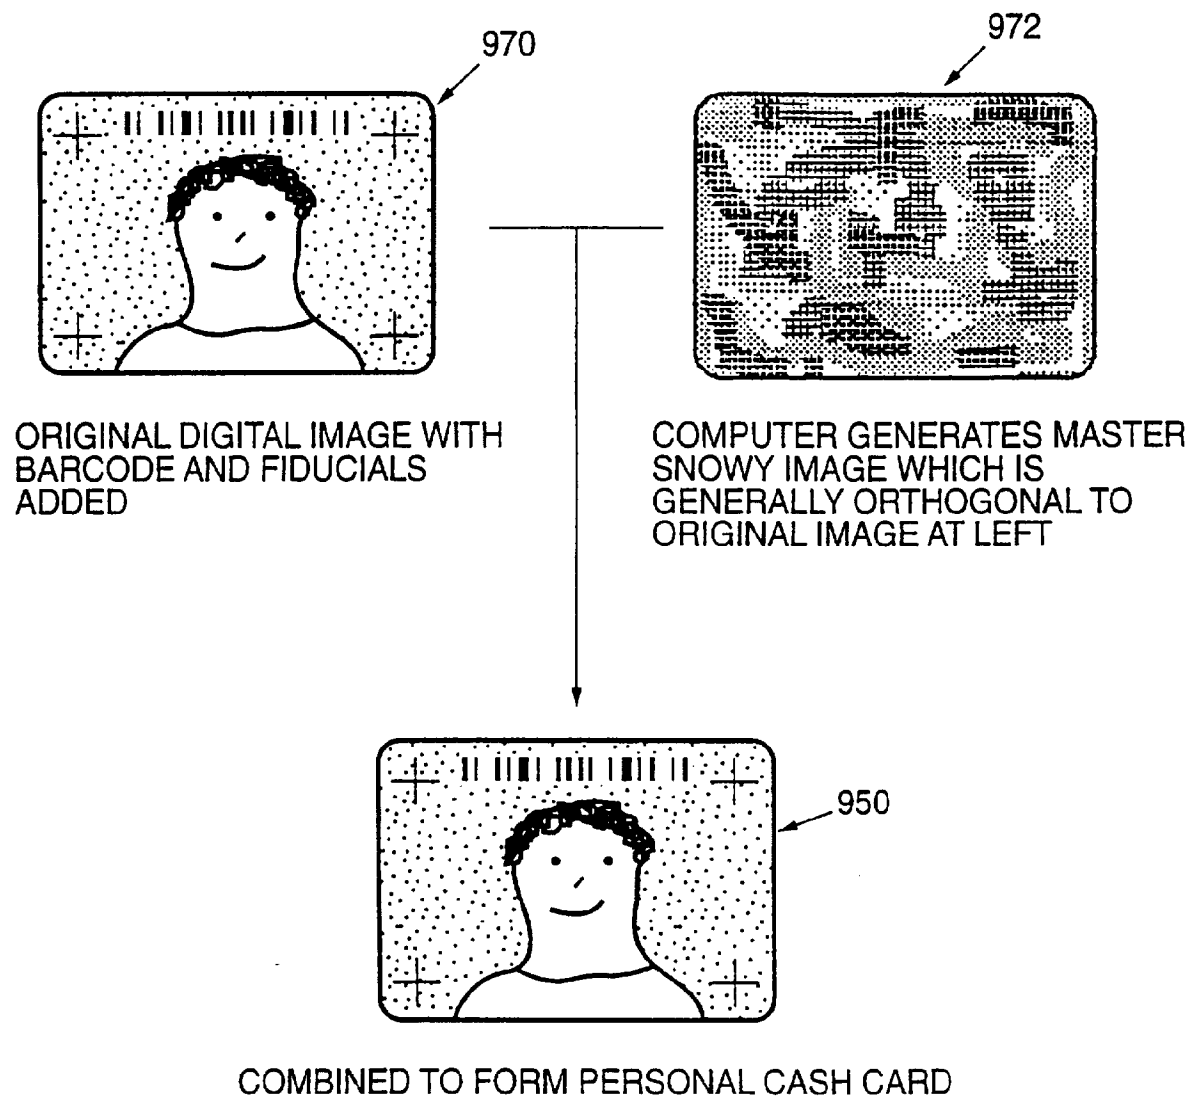 970
972
ORIGINAL DIGITAL IMAGE WITH
BARCODE AND FIDUCIALS
ADDED
COMPUTER GENERATES MASTER
SNOWY IMAGE WHICH IS
GENERALLY ORTHOGONAL TO
ORIGINAL IMAGE AT LEFT
950
COMBINED TO FORM PERSONAL CASH CARD